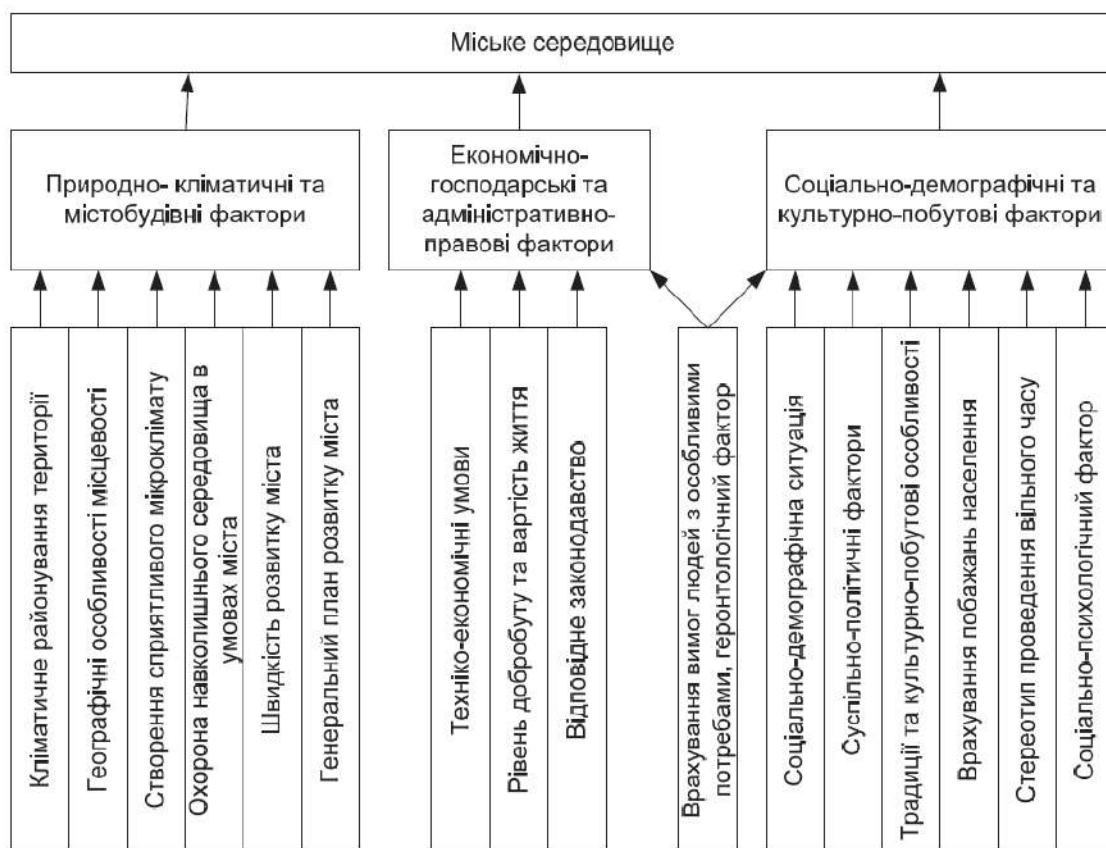 Міське середовище
Природно- кліматичні та
містобудівні фактори
Економічно-
господарські та
адміністративно-
правові фактори
Соціально-демографічні та
культурно-побутові фактори
Кліматичне районування території
Географічні особливості місцевості
Створення сприятливого мікроклімату
Охорона навколишнього середовища в
умовах міста
Швидкість розвитку міста
Генеральний план розвитку міста
Техніко-економічні умови
Рівень добробуту та вартість життя
Відповідне законодавство
Врахування вимог людей з особливими
потребами, геронтологічний фактор
Соціально-демографічна ситуація
Суспільно-політичні фактори
Традиції та культурно-побутові особливості
Врахування побажань населення
Стереотип проведення вільного часу
Соціально-психологічний фактор